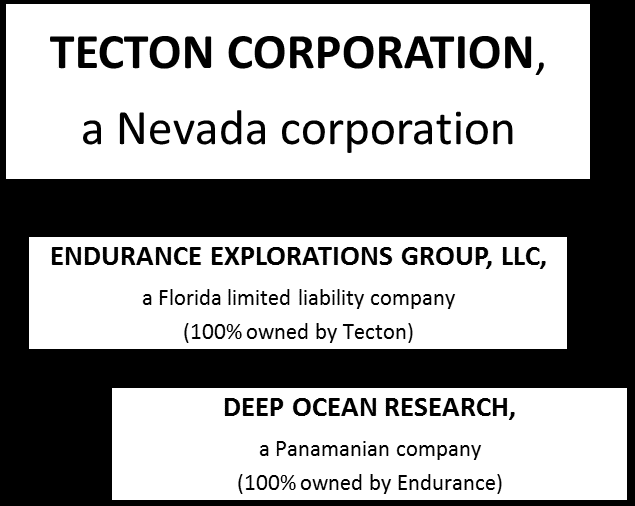 TECTON CORPORATION,
a Nevada corporation
ENDURANCE EXPLORATIONS GROUP, LLC,
a Florida limited liability company
(100% owned by Tecton)
DEEP OCEAN RESEARCH,
a Panamanian company
(100% owned by Endurance)